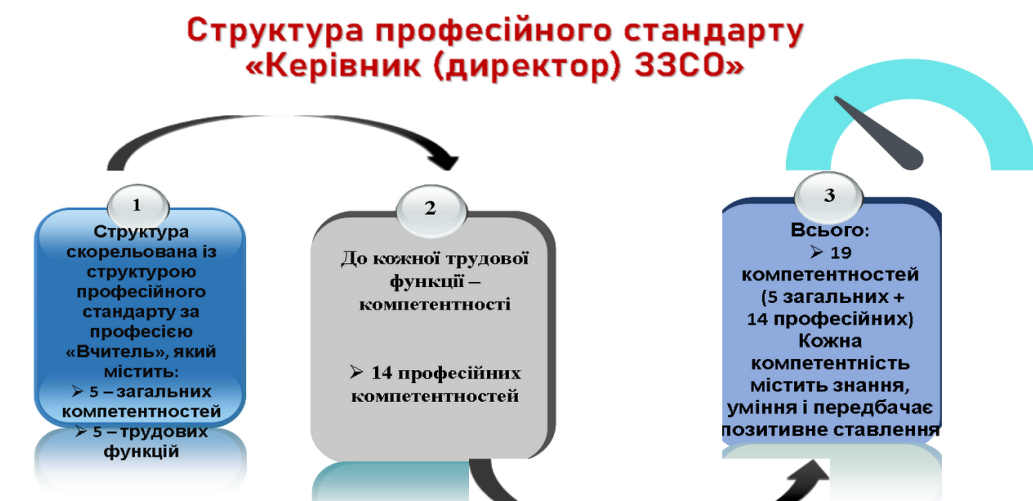 Структура професійного стандарту
«Керівник (директор) ЗЗСО»
1
Структура
скорельована із
структурою
професійного
стандарту за
професією
«Вчитель», який
містить:
➢ 5 – загальних
компетентностей
➢ 5 – трудових
функцій
2
До кожної трудової
функції –
компетентності
➢ 14 професійних
компетентностей
3
Всього:
➢ 19
компетентностей
(5 загальних +
14 професійних)
Кожна
компетентність
містить знання,
уміння і передбачає
позитивне ставлення